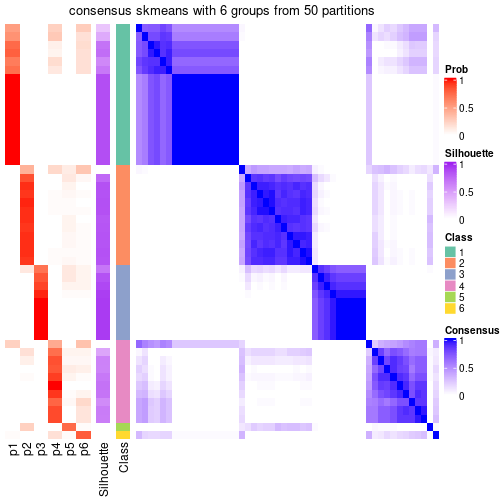 consensus skmeans with 6 groups from 50 partitions
Prob
1
0.5
0
Silhouette
1
0.5
0
Class
1
2
3
4
5
6
Consensus
1
0.5
0
p1
p2
p3
p4
p5
p6
Silhouette
Class